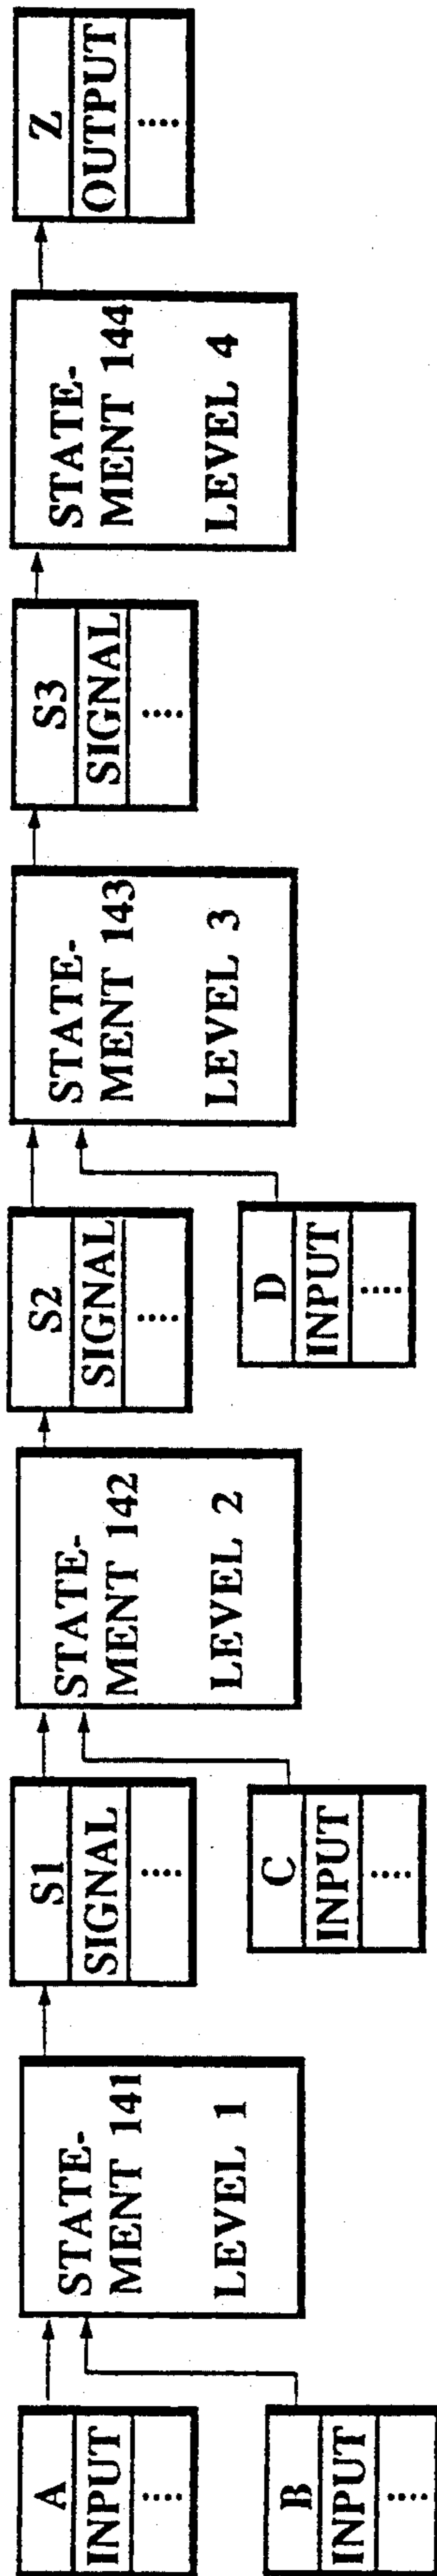 A
INPUT
....
B
INPUT
....
STATE-
MENT 141
LEVEL 1
S1
SIGNAL
....
C
INPUT
....
STATE-
MENT 142
LEVEL 2
S2
SIGNAL
....
D
INPUT
....
STATE-
MENT 143
LEVEL 3
S3
SIGNAL
....
STATE-
MENT 144
LEVEL 4
Z
OUTPUT
....